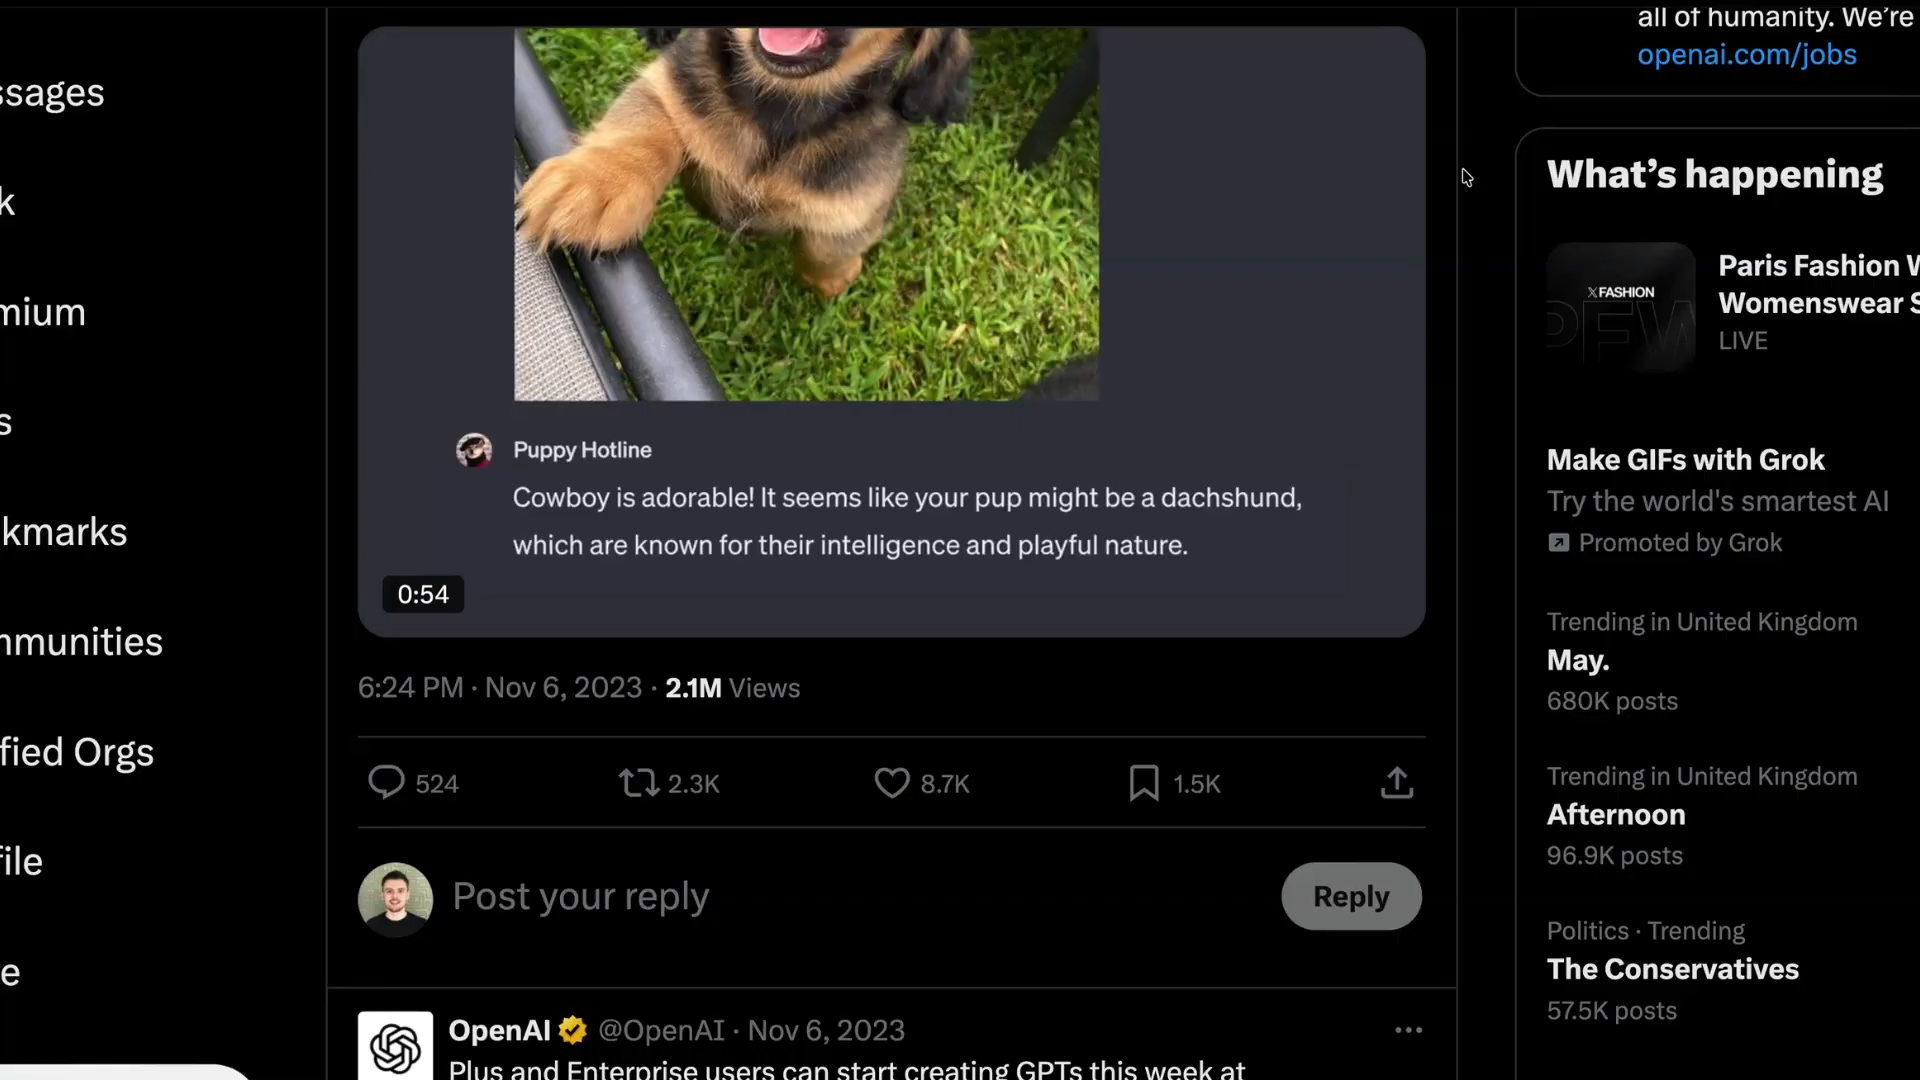 ssages
k
mium
s
kmarks
mmunities
fied Orgs
file
e
Puppy Hotline
Cowboy is adorable! It seems like your pup might be a dachshund,
which are known for their intelligence and playful nature.
0:54
6:24 PM · Nov 6, 2023 · 2.1M Views
524 2.3K 8.7K 1.5K
Post your reply
Reply
OpenAI @OpenAI · Nov 6, 2023
Plus and Enterprise users can start creating GPTs this week at
all of humanity. We’re
openai.com/jobs
What’s happening
XFASHION
PFW
Paris Fashion W
Womenswear S
LIVE
Make GIFs with Grok
Try the world's smartest AI
Promoted by Grok
Trending in United Kingdom
May.
680K posts
Trending in United Kingdom
Afternoon
96.9K posts
Politics · Trending
The Conservatives
57.5K posts